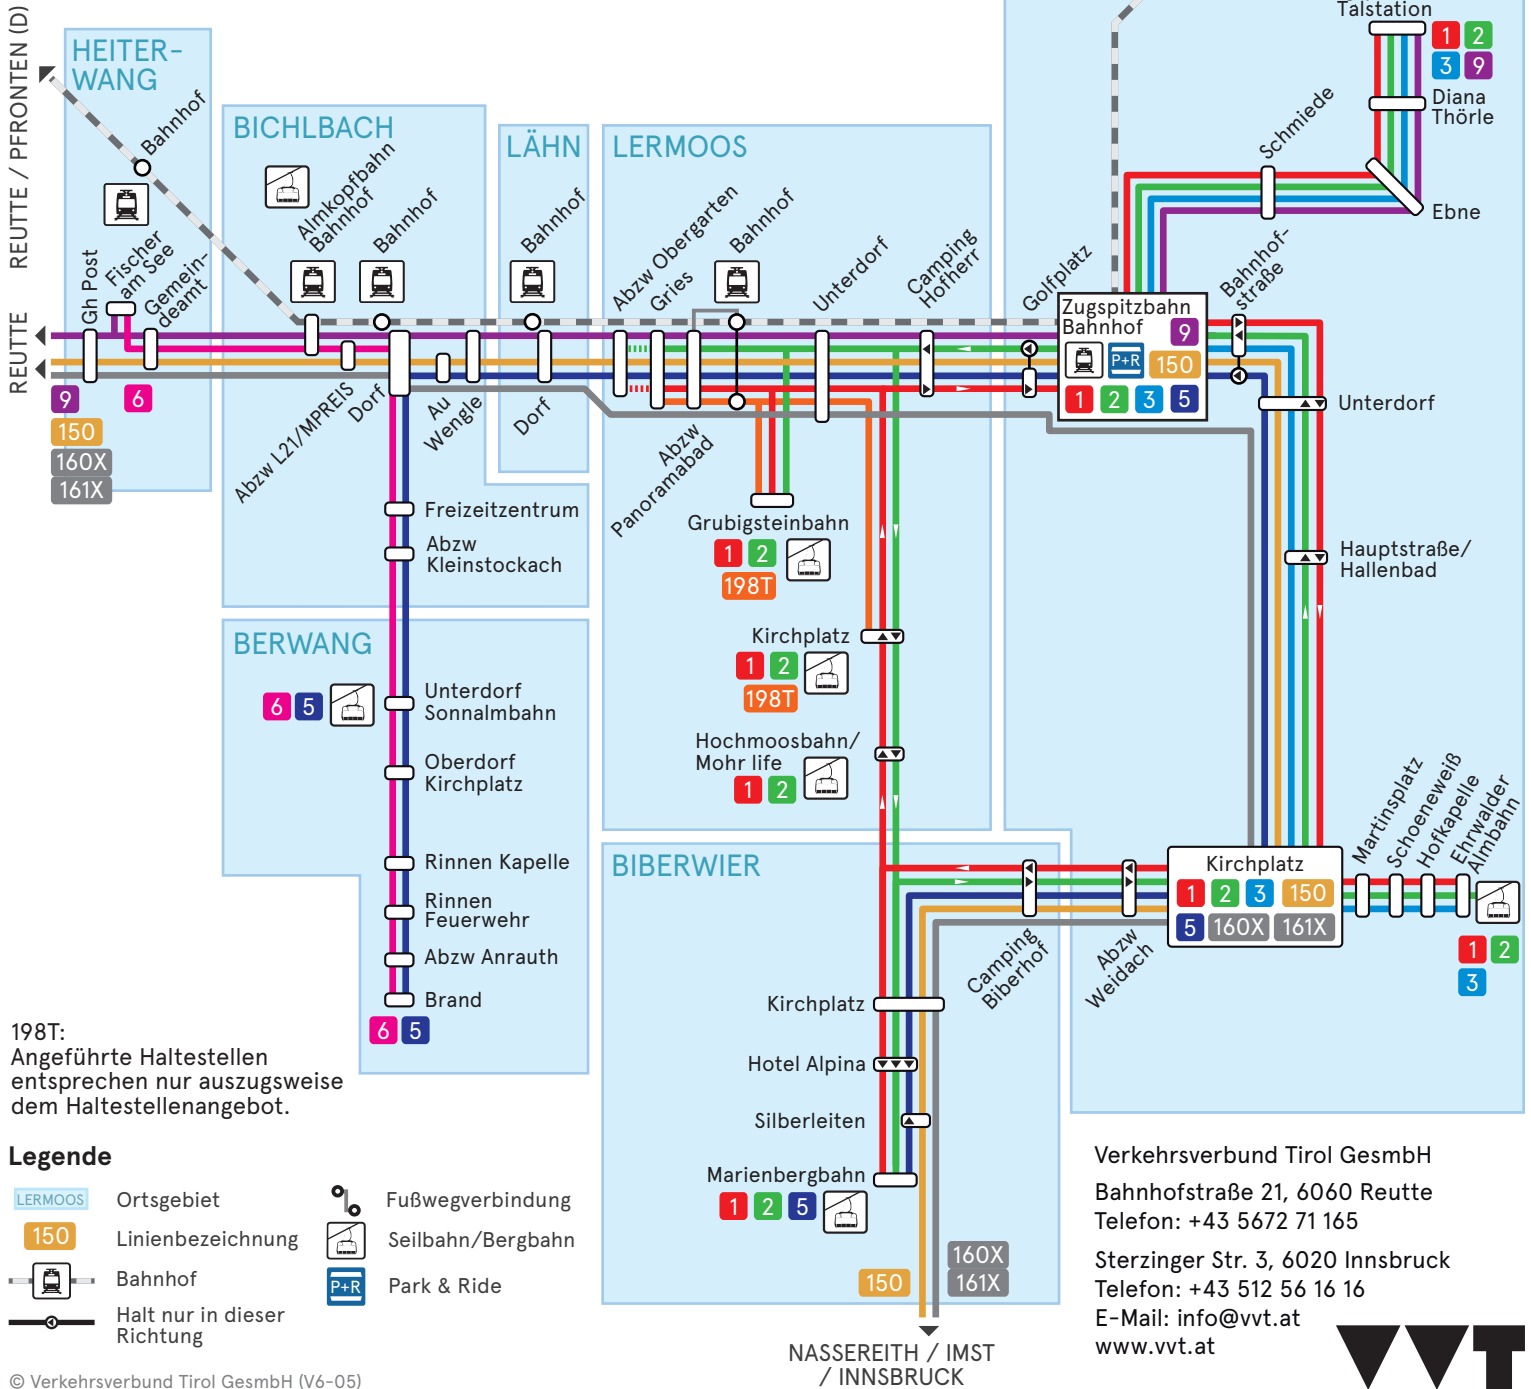 REUTTE / PFRONTEN (D)
REUTTE
REUTTE
HEITER-
WANG
Bahnhof
Gh Post
Fischer
am See
Gemein-
deamt
9
6
150
160X
161X
BICHLBACH
Almkopfbahn
Bahnhof
Bahnhof
Abzw L21/MPREIS
Dorf
Au
Wengle
Freizeitzentrum
Abzw
Kleinstockach
LÄHN
Bahnhof
Dorf
BERWANG
6 5
Unterdorf
Sonnalmbahn
Oberdorf
Kirchplatz
Rinnen Kapelle
Rinnen
Feuerwehr
Abzw Anrauth
Brand
6 5
LERMOOS
Abzw Obergarten
Gries
Bahnhof
Unterdorf
Camping
Hofherr
Abzw
Panoramabad
Grubigsteinbahn
1 2
198T
Kirchplatz
1 2
198T
Hochmoosbahn/
Mohr life
1 2
Golfplatz
Talstation
1 2
3 9
Diana
Thörle
Schmiede
Ebne
Zugspitzbahn
Bahnhof
9
P+R
150
1 2 3 5
Bahnhof-
straße
Unterdorf
Hauptstraße/
Hallenbad
Kirchplatz
1 2 3 150
5 160X 161X
Martinsplatz
Schoeneweiß
Hofkapelle
Ehrwalder
Almbahn
1 2
3
BIBERWIER
Camping
Biberhof
Abzw
Weidach
Kirchplatz
Hotel Alpina
Silberleiten
Marienbergbahn
1 2 5
150
160X
161X
NASSEREITH / IMST
/ INNSBRUCK
198T:
Angeführte Haltestellen
entsprechen nur auszugsweise
dem Haltestellenangebot.
Legende
LERMOOS Ortsgebiet
150 Linienbezeichnung
Bahnhof
Halt nur in dieser
Richtung
Fußwegverbindung
Seilbahn/Bergbahn
P+R Park & Ride
© Verkehrsverbund Tirol GesmbH (V6-05)
Verkehrsverbund Tirol GesmbH
Bahnhofstraße 21, 6060 Reutte
Telefon: +43 5672 71 165
Sterzinger Str. 3, 6020 Innsbruck
Telefon: +43 512 56 16 16
E-Mail: info@vvt.at
www.vvt.at
VVT